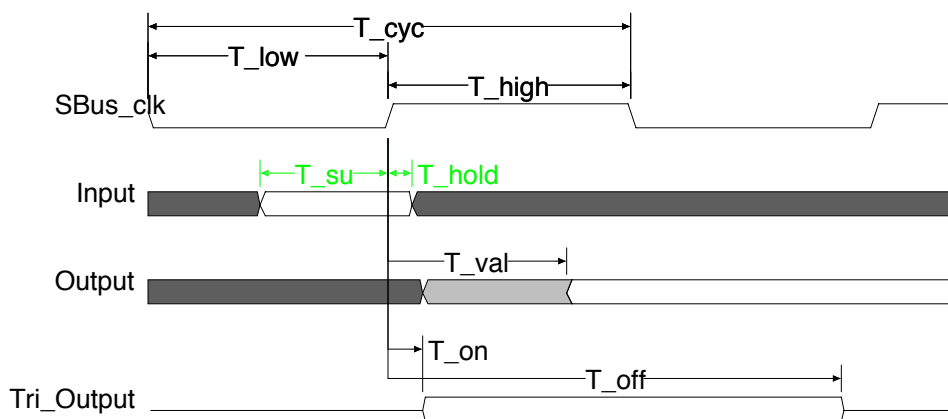 T_cyc
T_low
T_high
SBus_clk
T_su
T_hold
Input
T_val
Output
T_on
T_off
Tri_Output